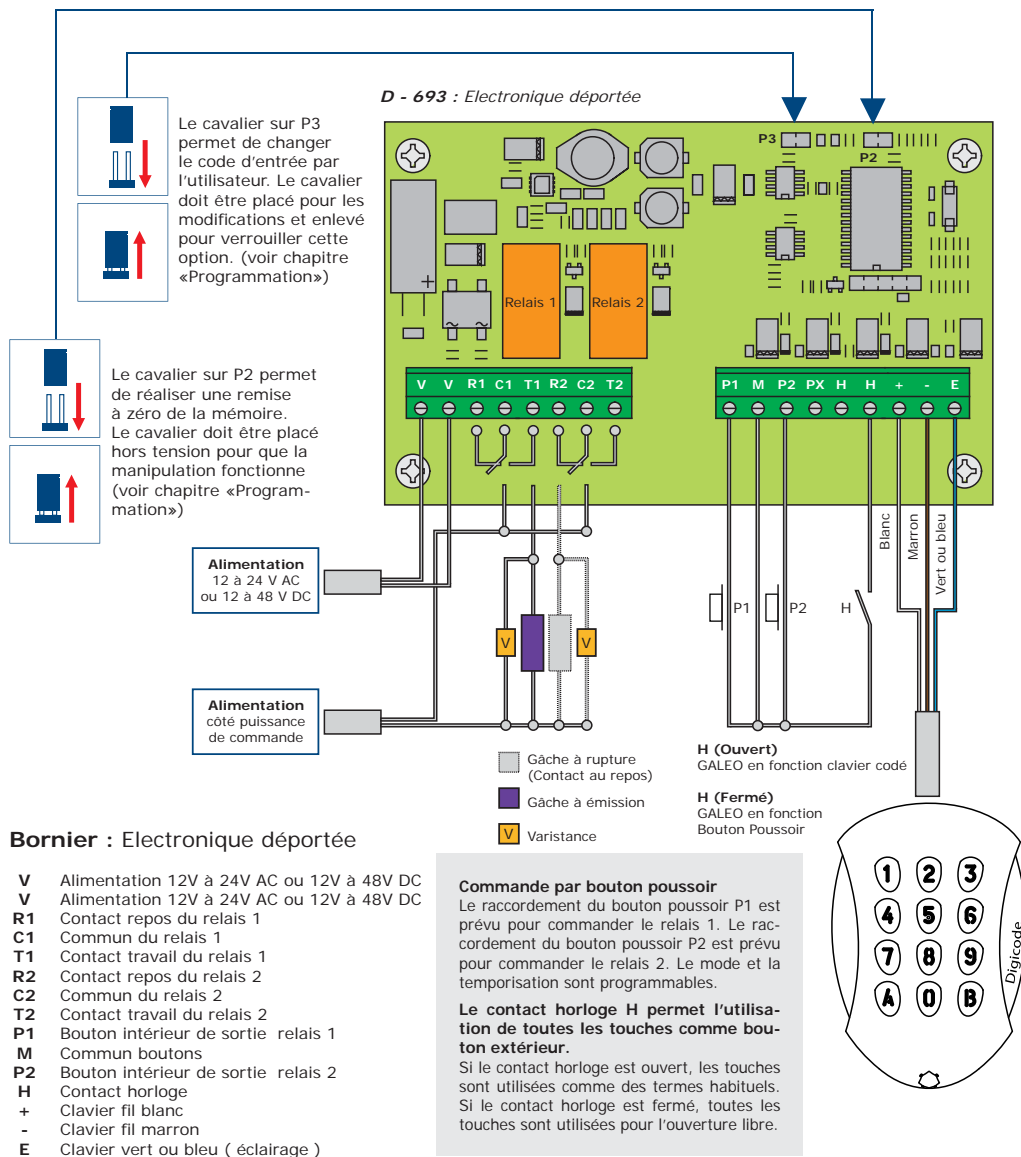 D - 693 : Electronique déportée
Le cavalier sur P3
permet de changer
le code d'entrée par
l'utilisateur. Le cavalier
doit être placé pour les
modifications et enlevé
pour verrouiller cette
option. (voir chapitre
«Programmation»)
P3
P2
Relais 1
Relais 2
Le cavalier sur P2 permet
de réaliser une remise
à zéro de la mémoire.
Le cavalier doit être placé
hors tension pour que la
manipulation fonctionne
(voir chapitre «Program-
mation»)
V V R1 C1 T1 R2 C2 T2
P1 M P2 PX H H + - E
Blanc
Marron
Vert ou bleu
Alimentation
12 à 24 V AC
ou 12 à 48 V DC
P1
P2
H
V
V
Alimentation
côté puissance
de commande
Gâche à rupture
(Contact au repos)
Gâche à émission
V Varistance
H (Ouvert)
GALEO en fonction clavier codé
H (Fermé)
GALEO en fonction
Bouton Poussoir
Bornier : Electronique déportée
V Alimentation 12V à 24V AC ou 12V à 48V DC
V Alimentation 12V à 24V AC ou 12V à 48V DC
R1 Contact repos du relais 1
C1 Commun du relais 1
T1 Contact travail du relais 1
R2 Contact repos du relais 2
C2 Commun du relais 2
T2 Contact travail du relais 2
P1 Bouton intérieur de sortie relais 1
M Commun boutons
P2 Bouton intérieur de sortie relais 2
H Contact horloge
+ Clavier fil blanc
- Clavier fil marron
E Clavier vert ou bleu ( éclairage )
Commande par bouton poussoir
Le raccordement du bouton poussoir P1 est
prévu pour commander le relais 1. Le rac-
cordement du bouton poussoir P2 est prévu
pour commander le relais 2. Le mode et la
temporisation sont programmables.
Le contact horloge H permet l'utilisa-
tion de toutes les touches comme bou-
ton extérieur.
Si le contact horloge est ouvert, les touches
sont utilisées comme des termes habituels.
Si le contact horloge est fermé, toutes les
touches sont utilisées pour l'ouverture libre.
1 2 3
4 5 6
7 8 9
A 0 B
Digicode